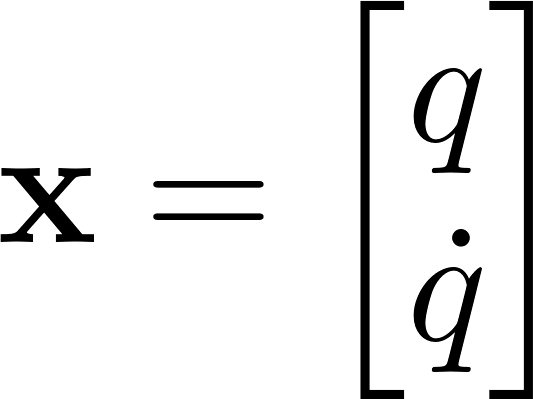 𝐱 = [q
q̇]